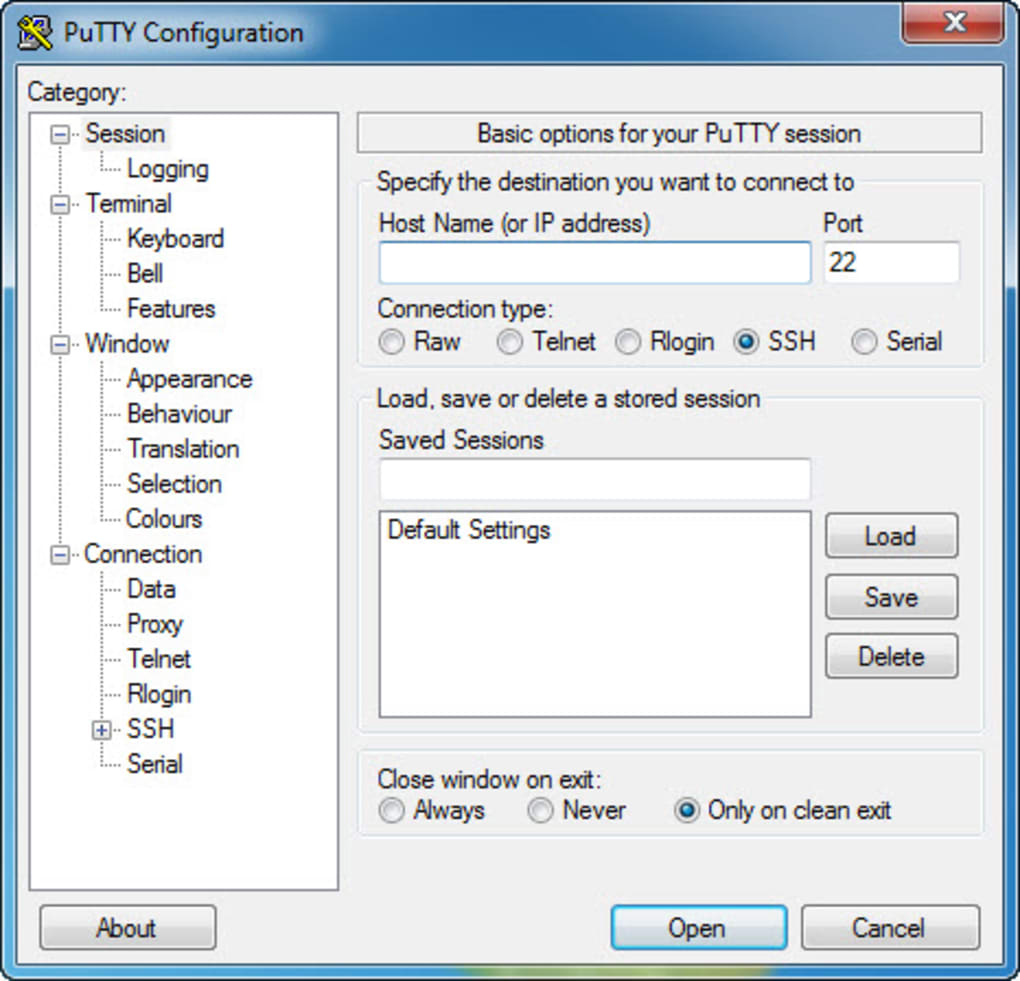 PuTTY Configuration
Category:
Session
Logging
Terminal
Keyboard
Bell
Features
Window
Appearance
Behaviour
Translation
Selection
Colours
Connection
Data
Proxy
Telnet
Rlogin
SSH
Serial
Basic options for your PuTTY session
Specify the destination you want to connect to
Host Name (or IP address) Port
22
Connection type:
Raw Telnet Rlogin SSH Serial
Load, save or delete a stored session
Saved Sessions
Default Settings
Load
Save
Delete
Close window on exit:
Always Never Only on clean exit
About Open Cancel